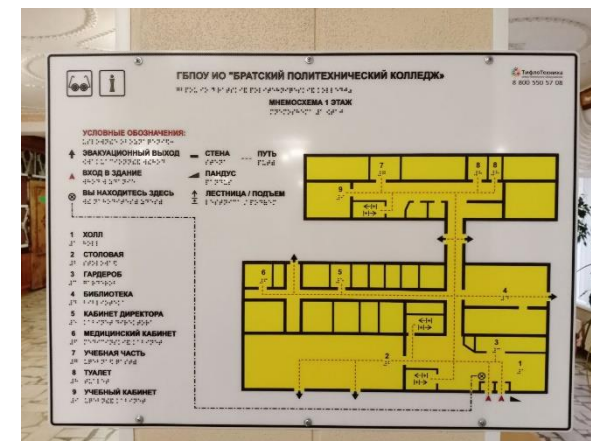 ГБПОУ ИО "БРАТСКИЙ ПОЛИТЕХНИЧЕСКИЙ КОЛЛЕДЖ»
ТифлоТехника
8 800 550 57 08
МНЕМОСХЕМА 1 ЭТАЖ
УСЛОВНЫЕ ОБОЗНАЧЕНИЯ:
ЭВАКУАЦИОННЫЙ ВЫХОД
СТЕНА
ПУТЬ
ВХОД В ЗДАНИЕ
ПАНДУС
ВЫ НАХОДИТЕСЬ ЗДЕСЬ
ЛЕСТНИЦА / ПОДЪЕМ
1 ХОЛЛ
2 СТОЛОВАЯ
3 ГАРДЕРОБ
4 БИБЛИОТЕКА
5 КАБИНЕТ ДИРЕКТОРА
6 МЕДИЦИНСКИЙ КАБИНЕТ
7 УЧЕБНАЯ ЧАСТЬ
8 ТУАЛЕТ
9 УЧЕБНЫЙ КАБИНЕТ
7
8
8
9
6
5
4
3
2
1